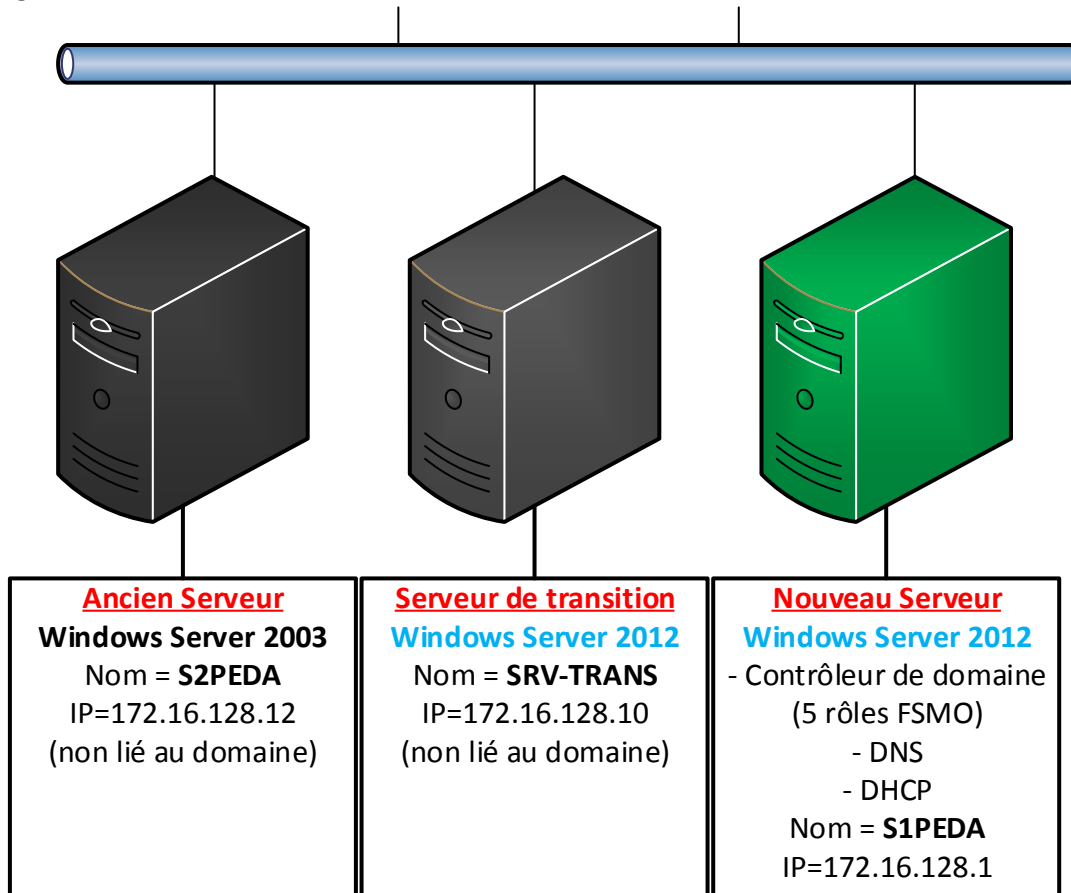 Ancien Serveur
Windows Server 2003
Nom = S2PEDA
IP=172.16.128.12
(non lié au domaine)
Serveur de transition
Windows Server 2012
Nom = SRV-TRANS
IP=172.16.128.10
(non lié au domaine)
Nouveau Serveur
Windows Server 2012
- Contrôleur de domaine
(5 rôles FSMO)
- DNS
- DHCP
Nom = S1PEDA
IP=172.16.128.1